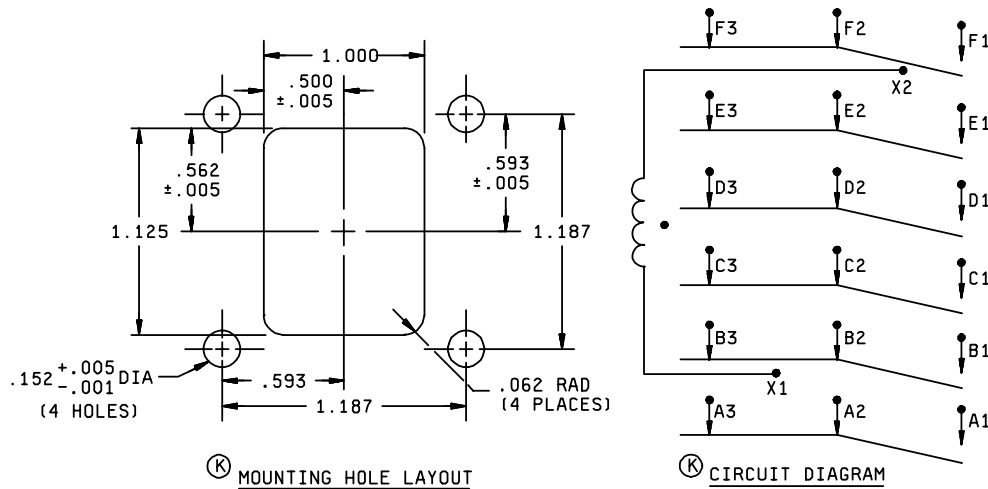 1.000
.500
±.005
.562
±.005
.593
±.005
1.125
1.187
.152 +.005 -.001 DIA
(4 HOLES)
.593
1.187
.062 RAD
(4 PLACES)
K MOUNTING HOLE LAYOUT
F3 F2 F1
X2
E3 E2 E1
D3 D2 D1
C3 C2 C1
B3 B2 B1
X1
A3 A2 A1
K CIRCUIT DIAGRAM